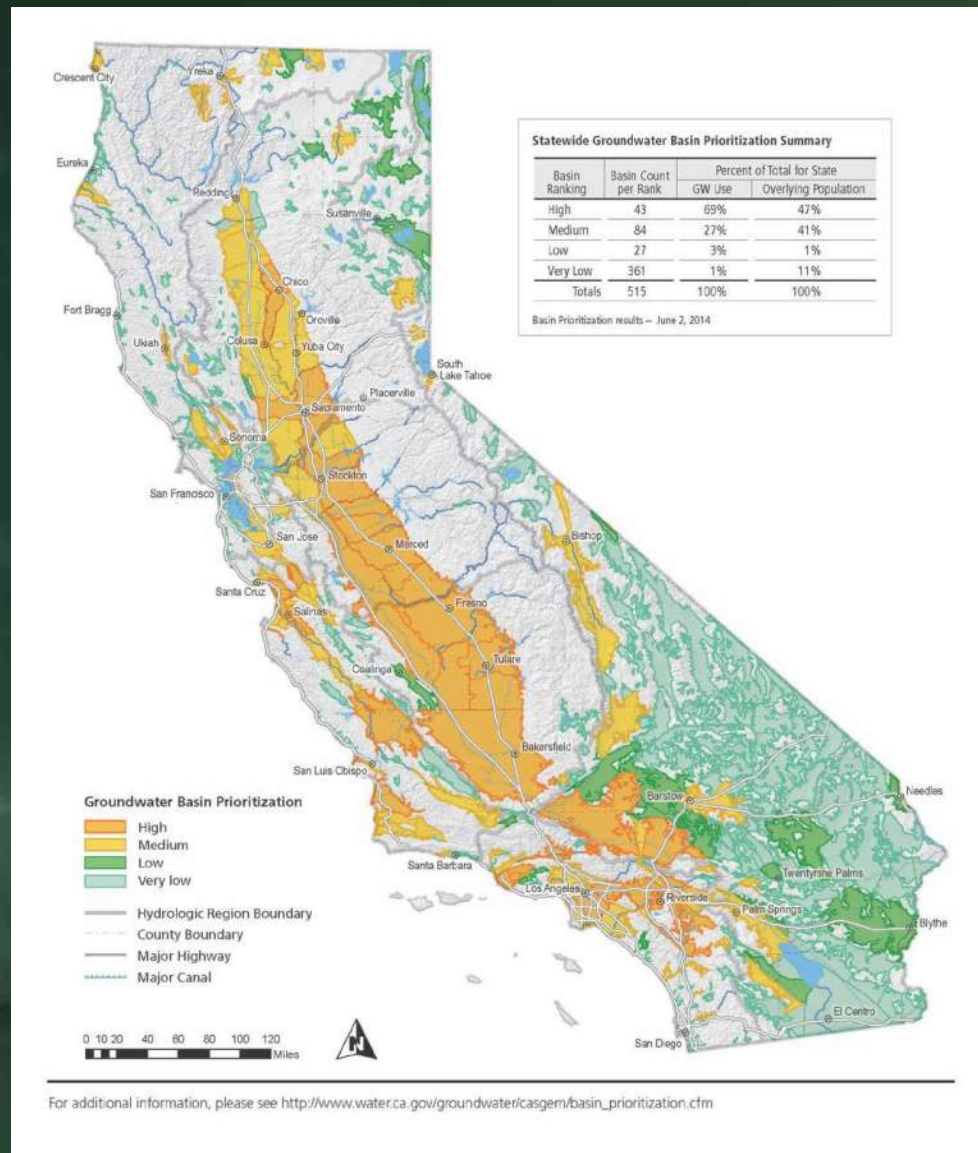 Crescent City
Yreka
Eureka
Redding
Susanville
Chico
Fort Bragg
Oroville
Ukiah
Colusa
Yuba City
South
Lake Tahoe
Placerville
Sacramento
Sonoma
Stockton
San Francisco
San Jose
Merced
Bishop
Santa Cruz
Salinas
Fresno
Tulare
Coalinga
Bakersfield
San Luis Obispo
Barstow
Needles
Santa Barbara
Twentynine Palms
Los Angeles
Riverside
Palm Springs
Blythe
El Centro
San Diego
Statewide Groundwater Basin Prioritization Summary
Basin Ranking Basin Count per Rank Percent of Total for State
GW Use Overlying Population
High 43 69% 47%
Medium 84 27% 41%
Low 27 3% 1%
Very Low 361 1% 11%
Totals 515 100% 100%
Basin Prioritization results — June 2, 2014
Groundwater Basin Prioritization
High
Medium
Low
Very low
Hydrologic Region Boundary
County Boundary
Major Highway
Major Canal
0 10 20 40 60 80 100 120
Miles
N
For additional information, please see http://www.water.ca.gov/groundwater/casgem/basin_prioritization.cfm